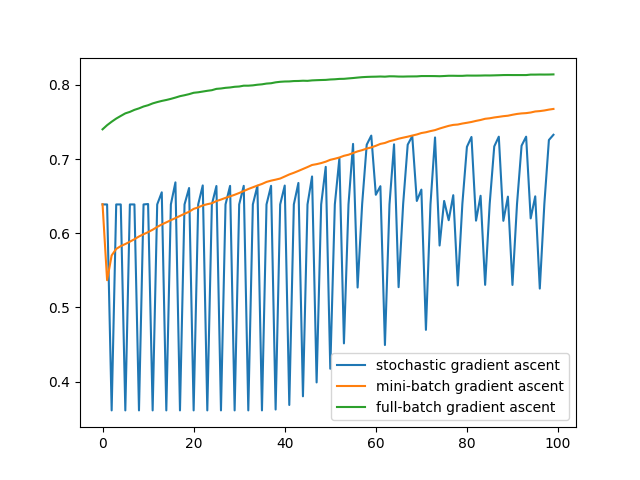 0.8
0.7
0.6
0.5
0.4
stochastic gradient ascent
mini-batch gradient ascent
full-batch gradient ascent
0 20 40 60 80 100